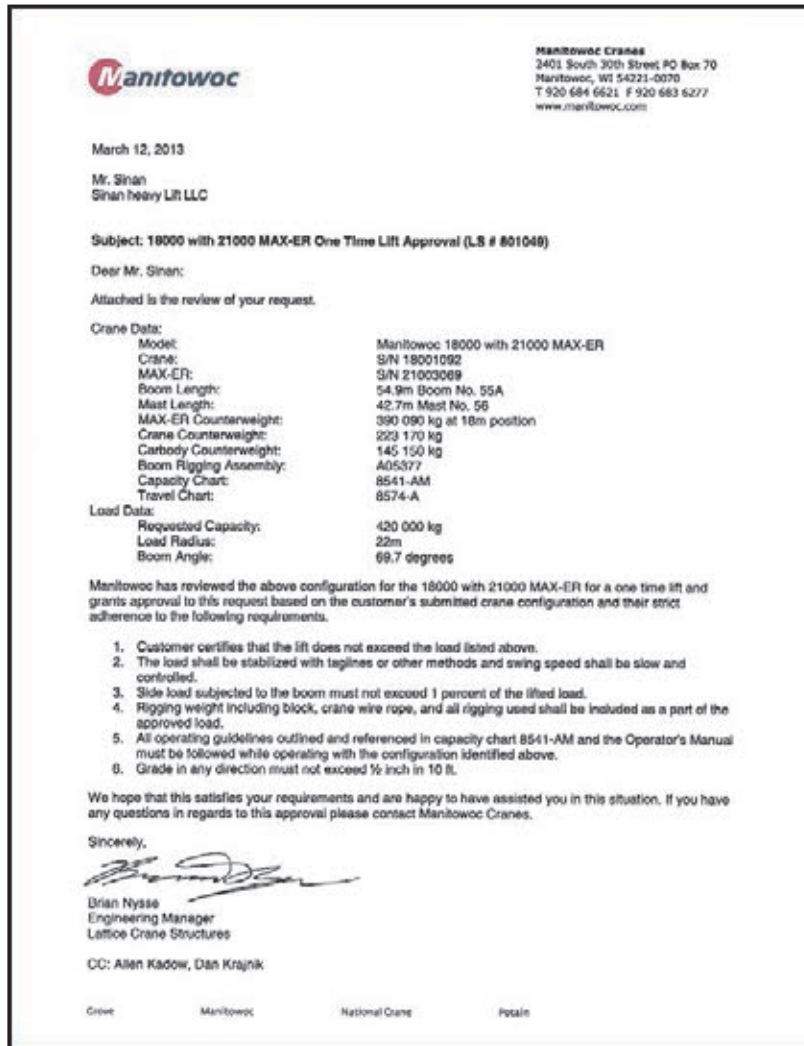 Manitowoc
Manitowoc Cranes
2401 South 30th Street PO Box 70
Manitowoc, WI 54221-0070
T 920 684 6621 F 920 683 6277
www.manitowoc.com
March 12, 2013
Mr. Sinan
Sinan heavy Lift LLC
Subject: 18000 with 21000 MAX-ER One Time Lift Approval (LS # 801049)
Dear Mr. Sinan:
Attached is the review of your request.
Crane Data:
Model: Manitowoc 18000 with 21000 MAX-ER
Crane: S/N 18001092
MAX-ER: S/N 21003069
Boom Length: 54.9m Boom No. 55A
Mast Length: 42.7m Mast No. 56
MAX-ER Counterweight: 390 090 kg at 18m position
Crane Counterweight: 223 170 kg
Carbody Counterweight: 145 150 kg
Boom Rigging Assembly: A05377
Capacity Chart: 8541-AM
Travel Chart: 8574-A
Load Data:
Requested Capacity: 420 000 kg
Load Radius: 22m
Boom Angle: 69.7 degrees
Manitowoc has reviewed the above configuration for the 18000 with 21000 MAX-ER for a one time lift and
grants approval to this request based on the customer's submitted crane configuration and their strict
adherence to the following requirements.
1. Customer certifies that the lift does not exceed the load listed above.
2. The load shall be stabilized with taglines or other methods and swing speed shall be slow and
controlled.
3. Side load subjected to the boom must not exceed 1 percent of the lifted load.
4. Rigging weight including block, crane wire rope, and all rigging used shall be included as a part of the
approved load.
5. All operating guidelines outlined and referenced in capacity chart 8541-AM and the Operator's Manual
must be followed while operating with the configuration identified above.
6. Grade in any direction must not exceed ½ inch in 10 ft.
We hope that this satisfies your requirements and are happy to have assisted you in this situation. If you have
any questions in regards to this approval please contact Manitowoc Cranes.
Sincerely,
Brian Nysse
Engineering Manager
Lattice Crane Structures
CC: Allen Kadow, Dan Krajnik
Grove Manitowoc National Crane Potain